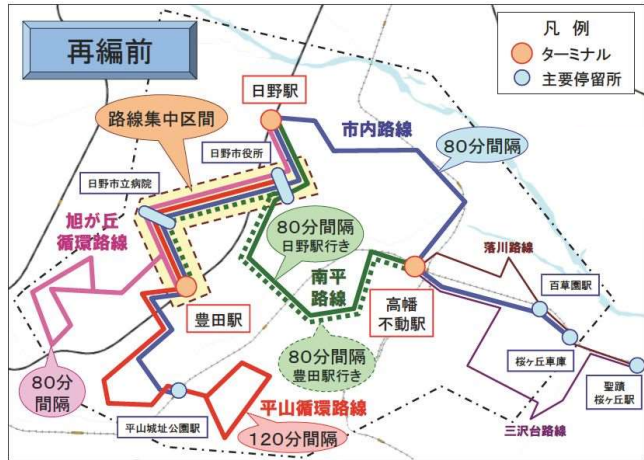 再編前
凡 例
ターミナル
主要停留所
日野駅
路線集中区間
市内路線
日野市役所
80分間隔
日野市立病院
旭が丘
循環路線
80分間隔
日野駅行き
落川路線
南平
路線
百草園駅
高幡
不動駅
豊田駅
80分間隔
豊田駅行き
桜ヶ丘車庫
80分
間隔
聖蹟
桜ヶ丘駅
平山循環路線
三沢台路線
平山城址公園駅
120分間隔